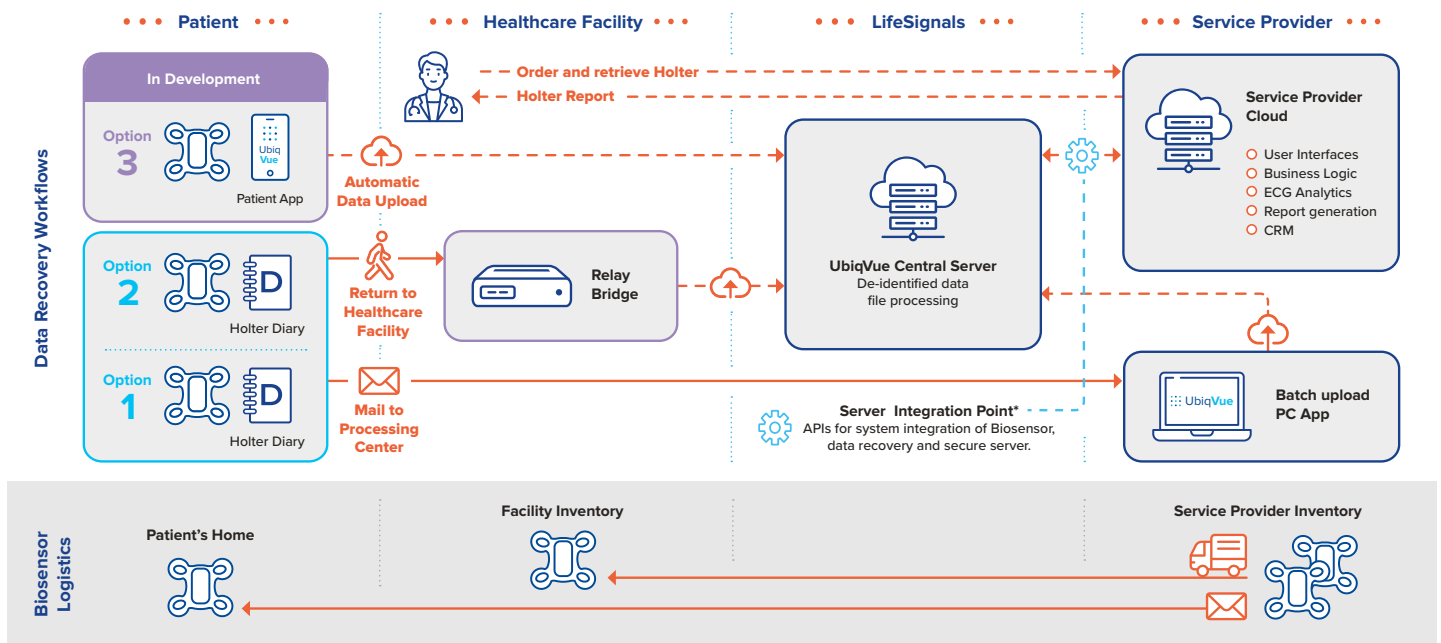 Patient
Healthcare Facility
LifeSignals
Service Provider
Data Recovery Workflows
In Development
Option
3
Ubiq
Vue
Patient App
Automatic
Data Upload
Order and retrieve Holter
Holter Report
Option
2
D
Holter Diary
Return to
Healthcare
Facility
Relay
Bridge
UbiqVue Central Server
De-identified data
file processing
Service Provider
Cloud
User Interfaces
Business Logic
ECG Analytics
Report generation
CRM
Option
1
D
Holter Diary
Mail to
Processing
Center
Server Integration Point*
APIs for system integration of Biosensor,
data recovery and secure server.
UbiqVue
Batch upload
PC App
Biosensor
Logistics
Patient’s Home
Facility Inventory
Service Provider Inventory